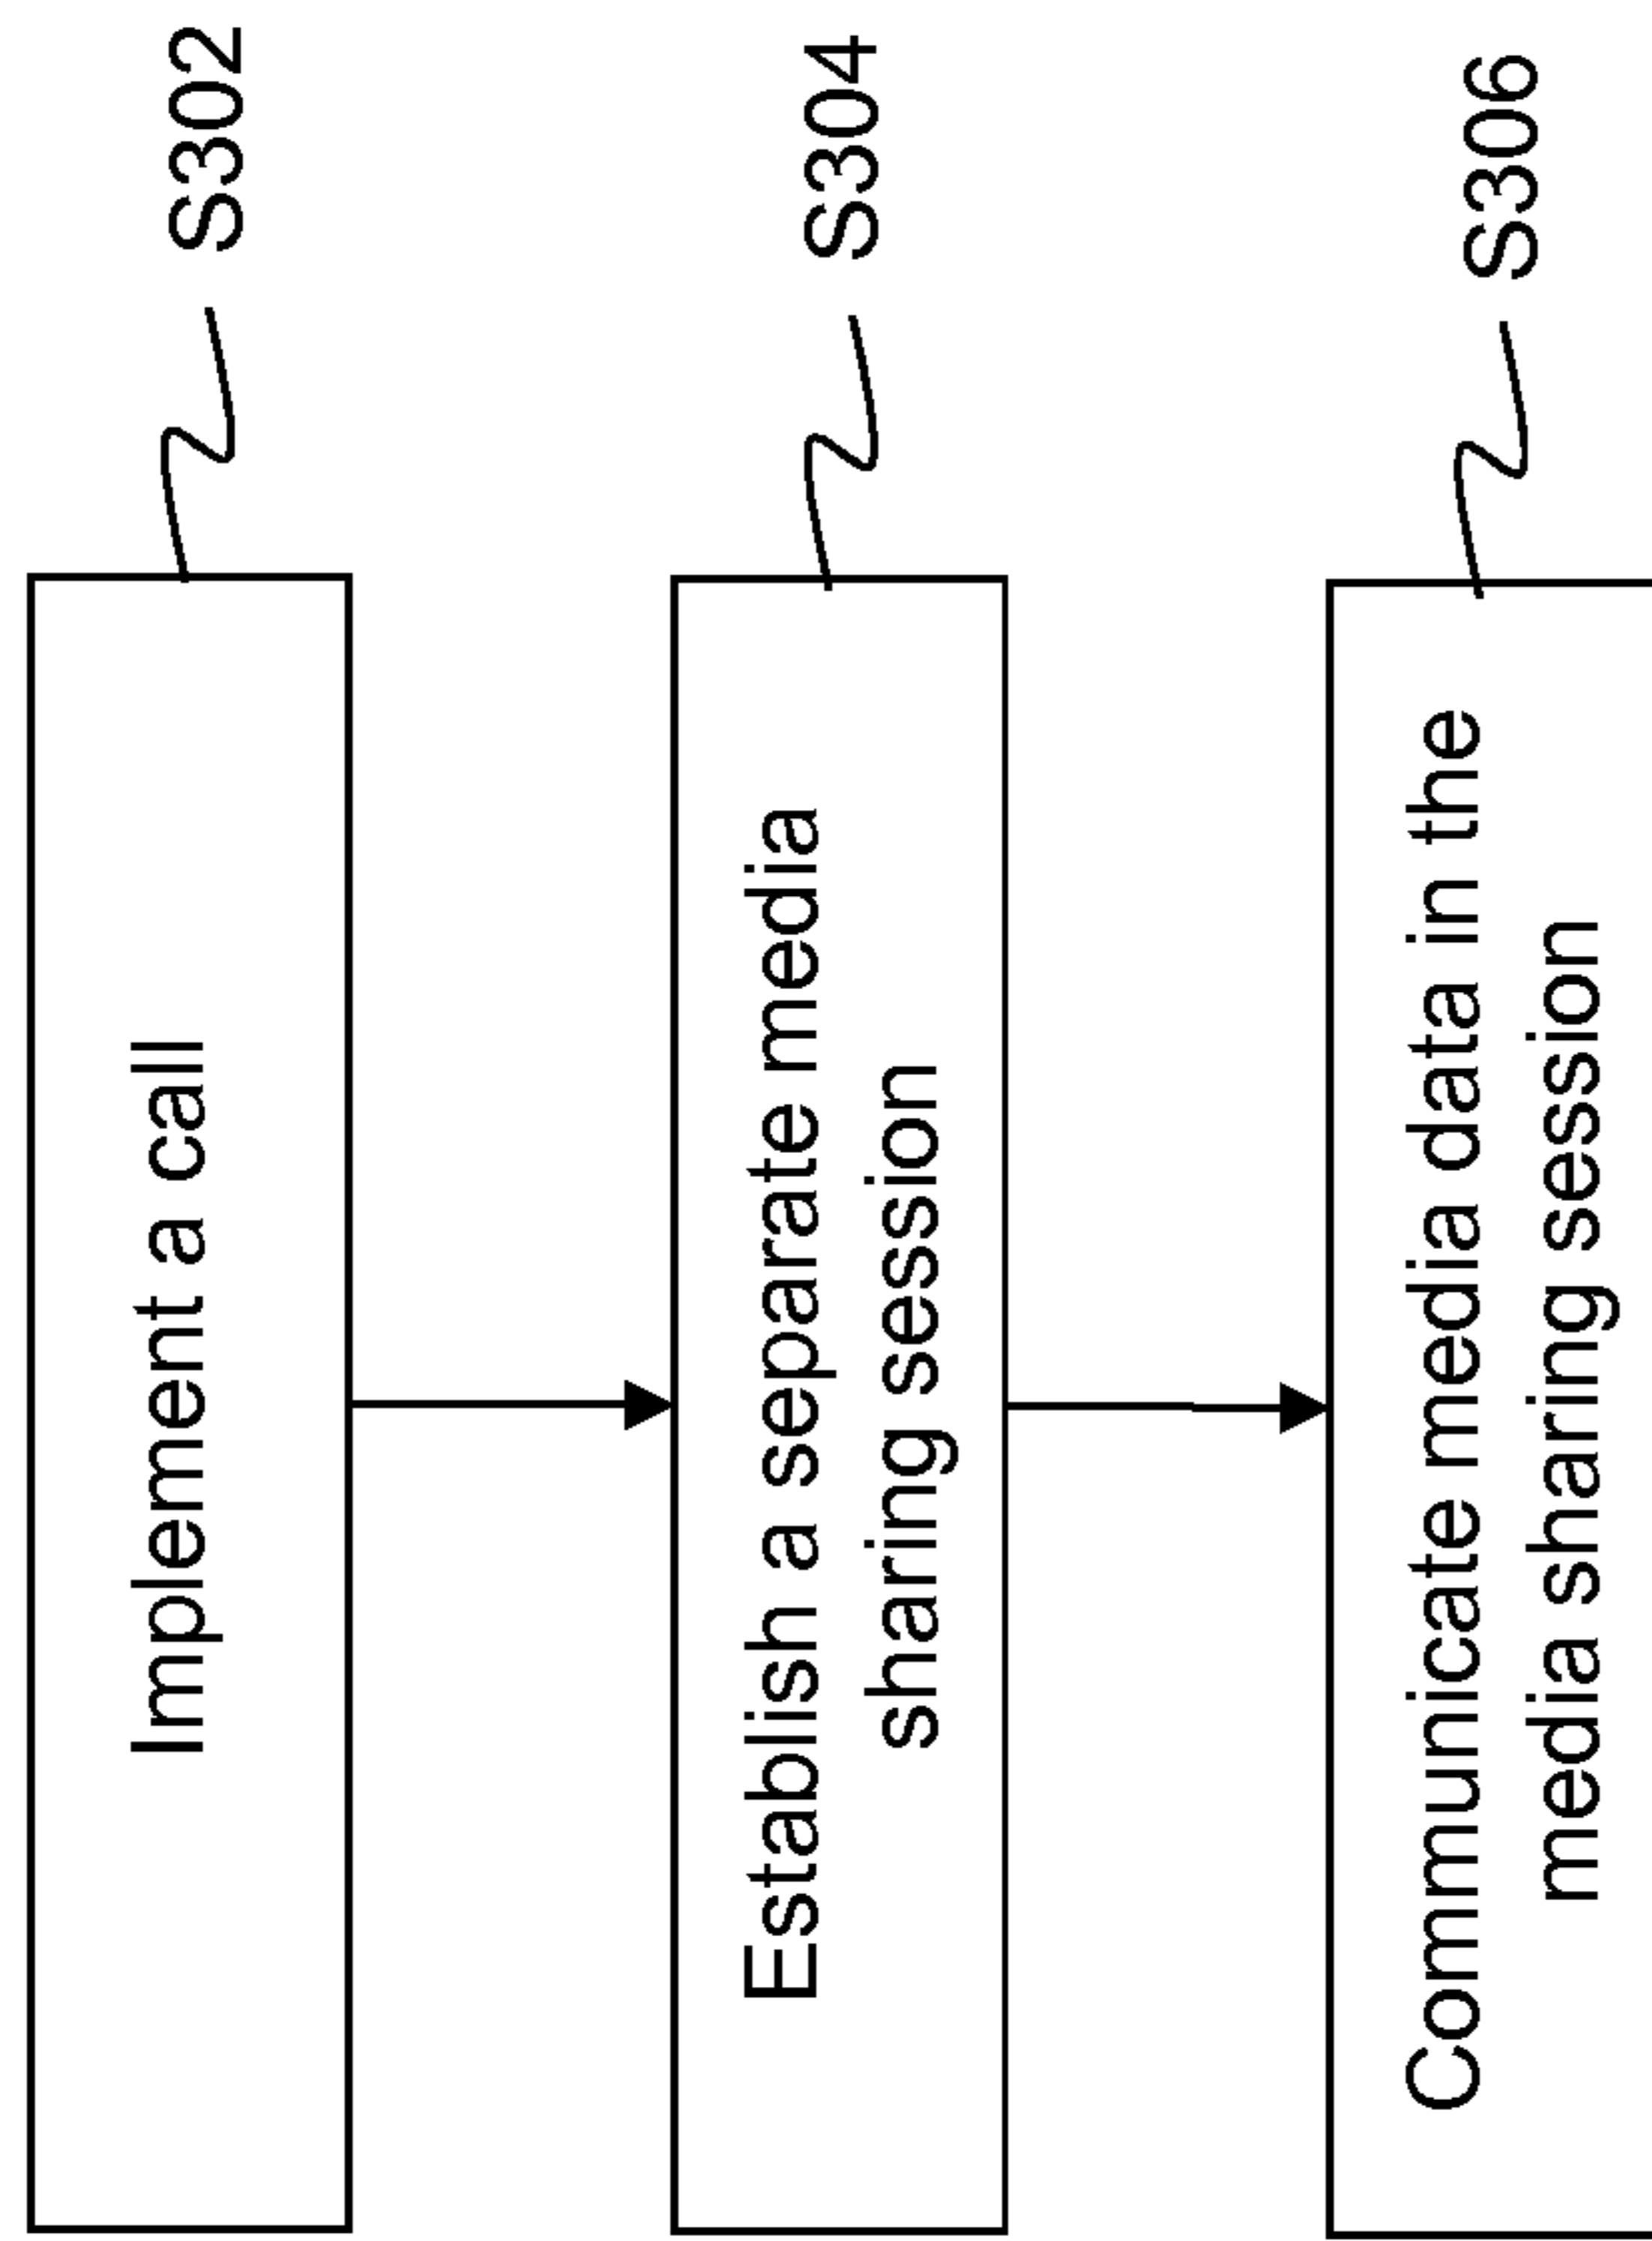 Implement a call
S302
Establish a separate media
sharing session
S304
Communicate media data in the
media sharing session
S306